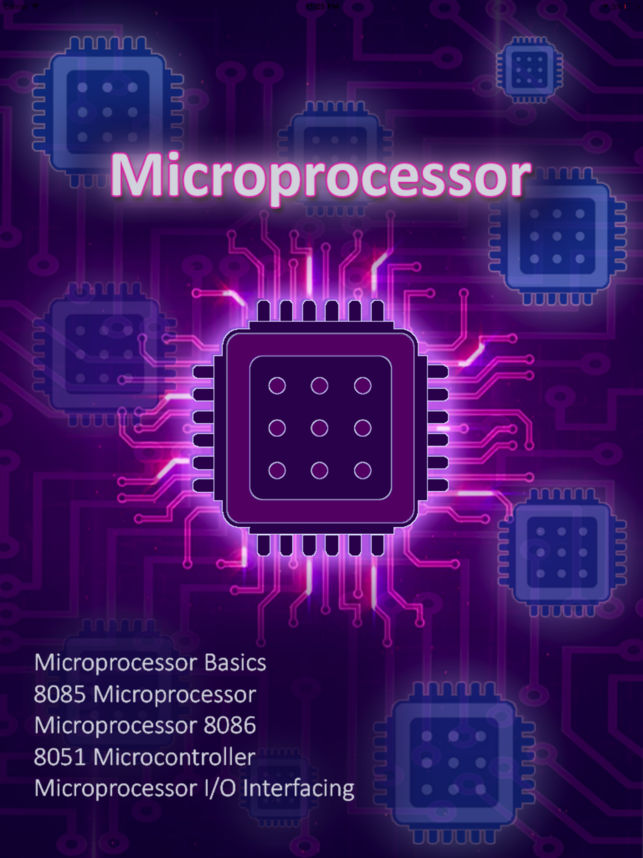 Microprocessor
Microprocessor Basics
8085 Microprocessor
Microprocessor 8086
8051 Microcontroller
Microprocessor I/O Interfacing